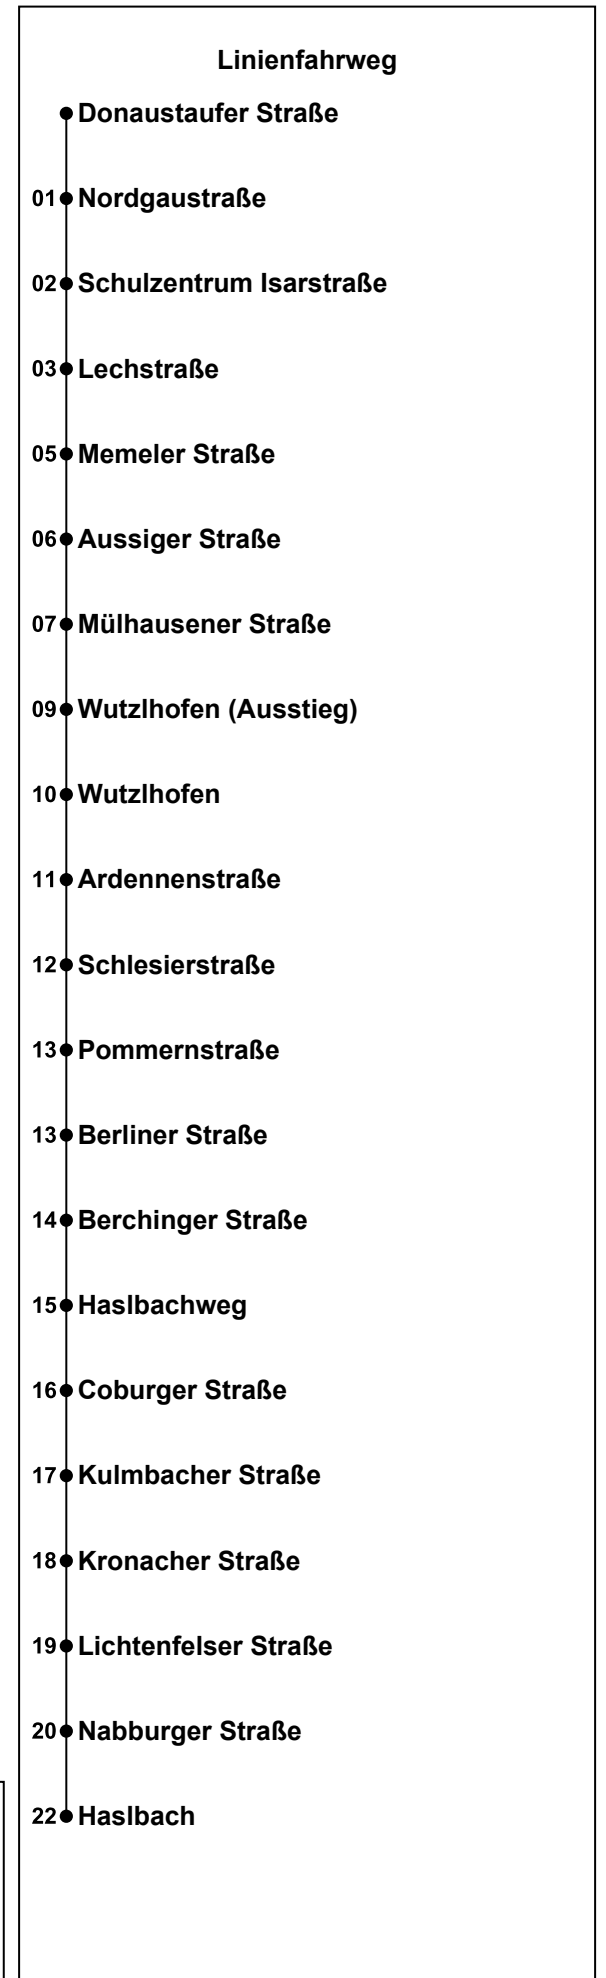 Linienfahrweg
Donaustaufer Straße
01 Nordgaustraße
02 Schulzentrum Isarstraße
03 Lechstraße
05 Memeler Straße
06 Aussiger Straße
07 Mülhausener Straße
09 Wutzlhofen (Ausstieg)
10 Wutzlhofen
11 Ardennenstraße
12 Schlesierstraße
13 Pommernstraße
13 Berliner Straße
14 Berchinger Straße
15 Haslbachweg
16 Coburger Straße
17 Kulmbacher Straße
18 Kronacher Straße
19 Lichtenfelser Straße
20 Nabburger Straße
22 Haslbach